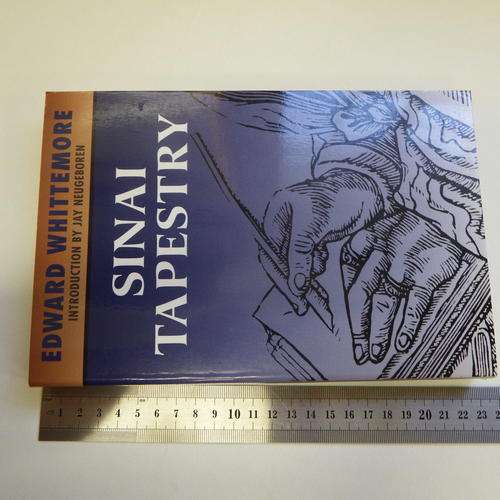 EDWARD WHITTEMORE
INTRODUCTION BY JAY NEUGEBOREN
SINAI
TAPESTRY
1 2 3 4 5 6 7 8 9 10 11 12 13 14 15 16 17 18 19 20 21 22 23